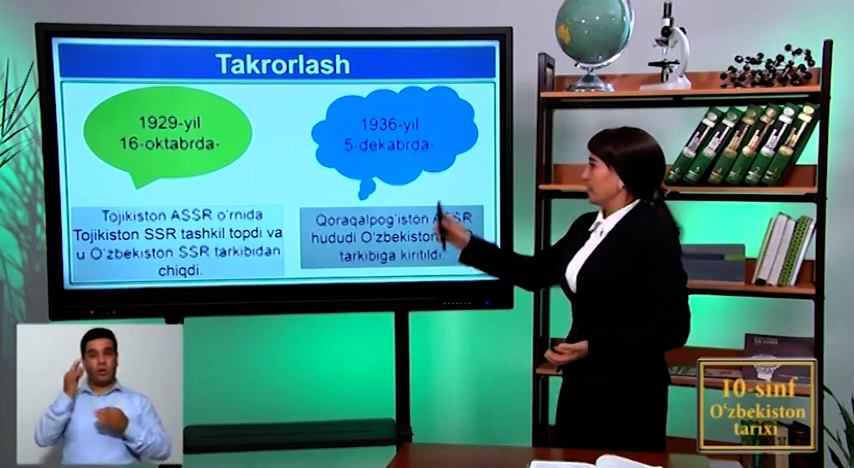 Takrorlash
1929-yil
16-oktabrda-
1936-yil
5-dekabrda-
Tojikiston ASSR o'rnida
Tojikiston SSR tashkil topdi va
u O'zbekiston SSR tarkibidan
chiqdi.
Qoraqalpog'iston ASSR
hududi O'zbekiston
tarkibiga kiritildi.
10-sinf
O'zbekiston
tarixi